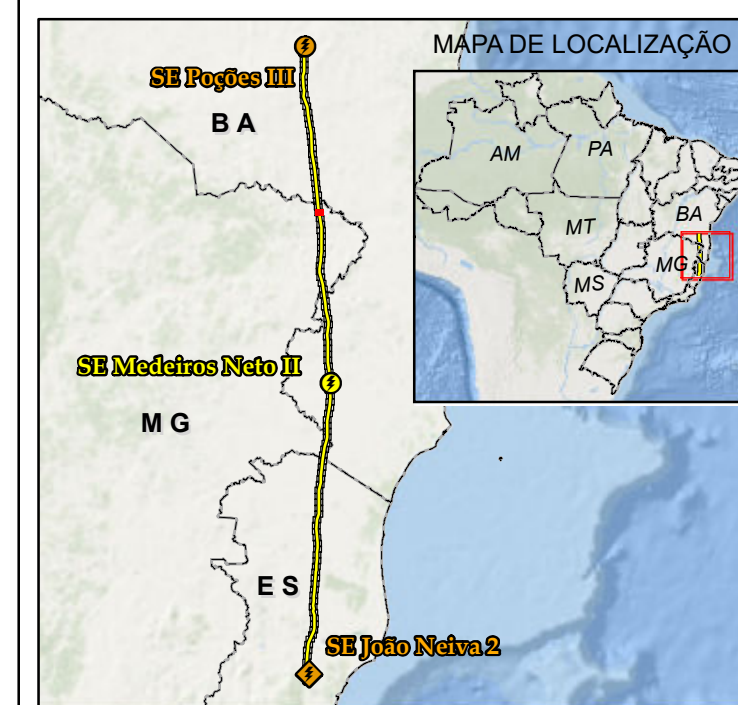 MAPA DE LOCALIZAÇÃO
SE Poções III
B A
AM
PA
MT
BA
MG
MS
SE Medeiros Neto II
M G
E S
SE João Neiva 2